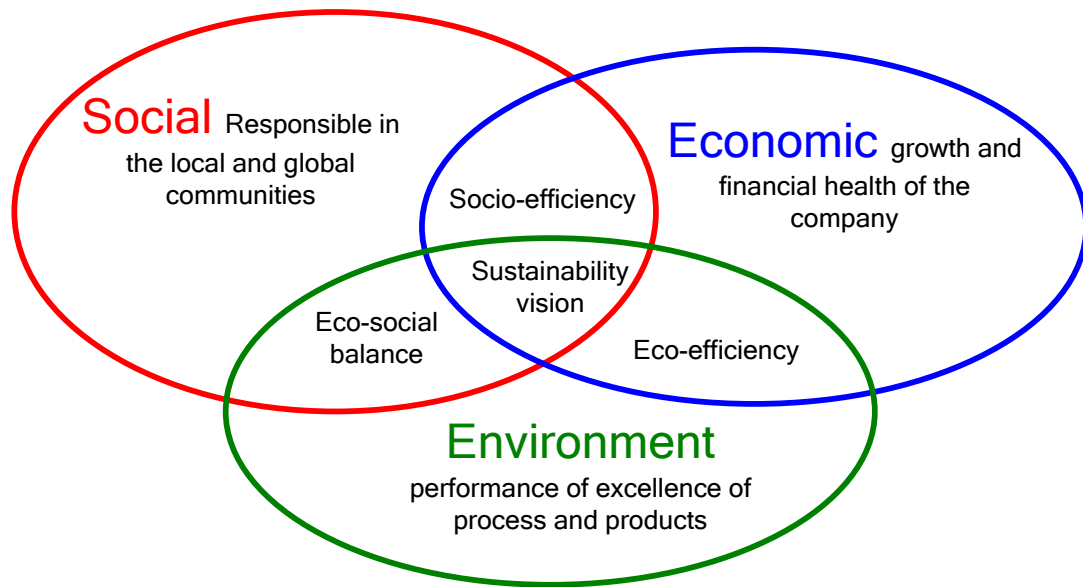 Social Responsible in
the local and global
communities
Economic growth and
financial health of the
company
Socio-efficiency
Sustainability
vision
Eco-social
balance
Eco-efficiency
Environment
performance of excellence of
process and products